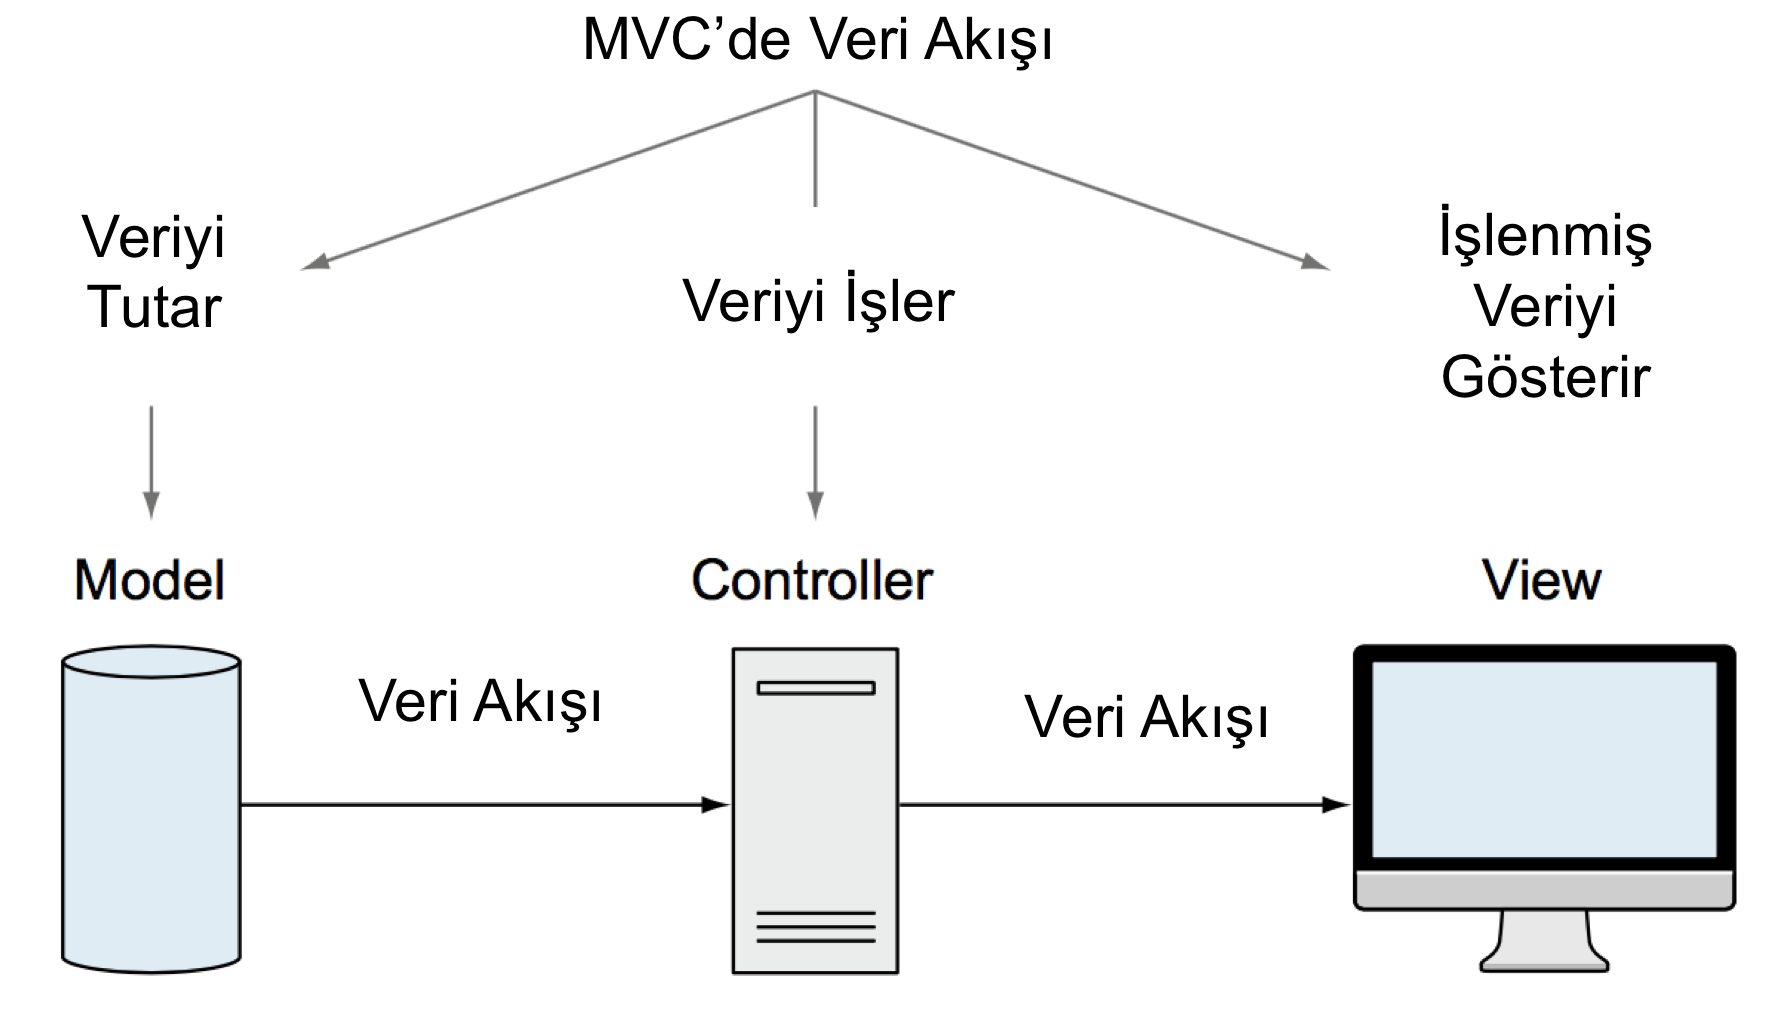 MVC’de Veri Akışı
Veriyi
Tutar
Veriyi İşler
İşlenmiş
Veriyi
Gösterir
Model
Controller
View
Veri Akışı
Veri Akışı